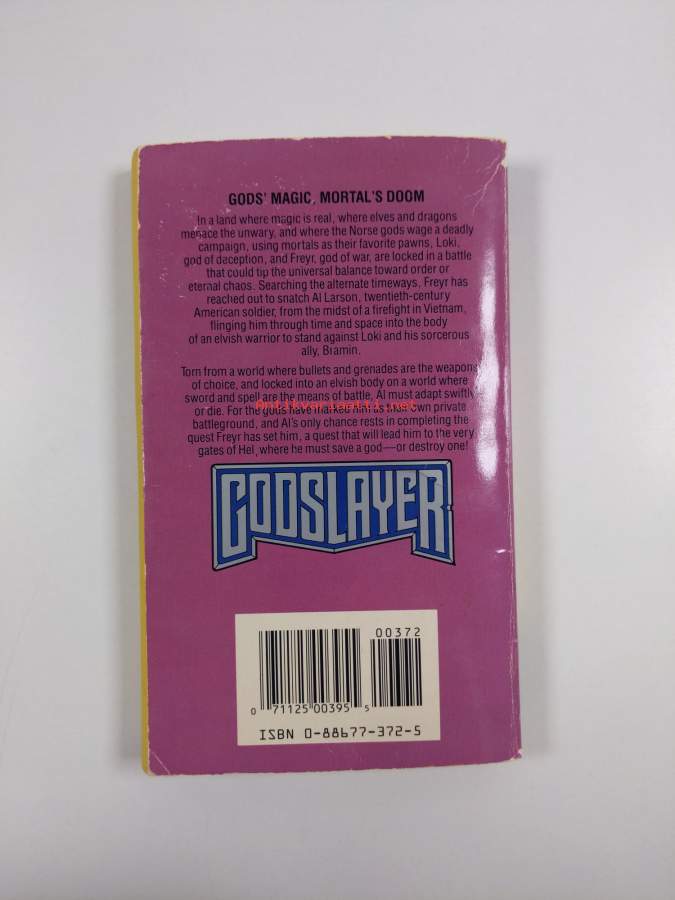 GODS' MAGIC, MORTAL'S DOOM
In a land where magic is real, where elves and dragons
menace the unwary, and where the Norse gods wage a deadly
campaign, using mortals as their favorite pawns, Loki,
god of deception, and Freyr, god of war, are locked in a battle
that could tip the universal balance toward order or
eternal chaos. Searching the alternate timeways, Freyr has
reached out to snatch Al Larson, twentieth-century
American soldier, from the midst of a firefight in Vietnam,
flinging him through time and space into the body
of an elvish warrior to stand against Loki and his sorcerous
ally, Bramin.
Torn from a world where bullets and grenades are the weapons
of choice, and locked into an elvish body on a world where
sword and spell are the means of battle, Al must adapt swiftly
Antikvariaatti.net
or die. For the gods have marked him as their own private
battleground, and Al's only chance rests in completing the
quest Freyr has set him, a quest that will lead him to the very
gates of Hel, where he must save a god—or destroy one!
GODSLAYER
00372
0 71125 00395 5
ISBN 0-88677-372-5